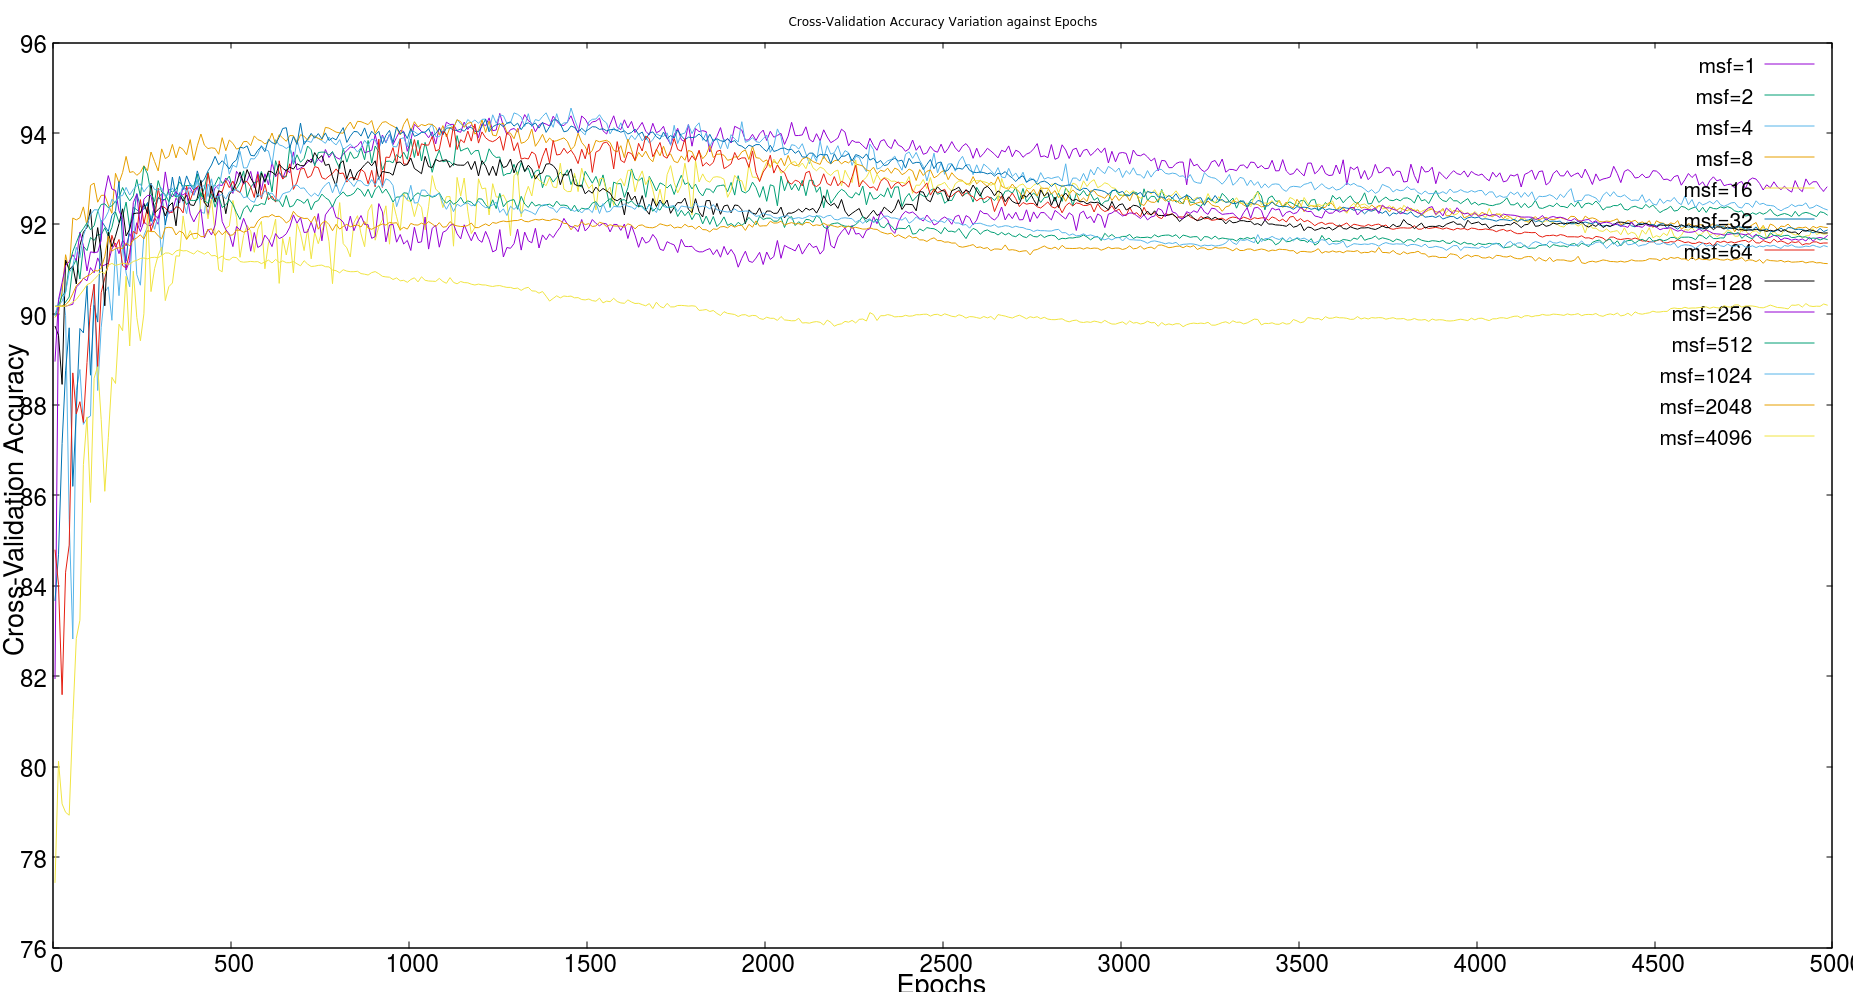 Cross-Validation Accuracy Variation against Epochs
96
94
92
90
88
86
84
82
80
78
76
Cross-Validation Accuracy
msf=1
msf=2
msf=4
msf=8
msf=16
msf=32
msf=64
msf=128
msf=256
msf=512
msf=1024
msf=2048
msf=4096
0 500 1000 1500 2000 2500 3000 3500 4000 4500 5000
Epochs